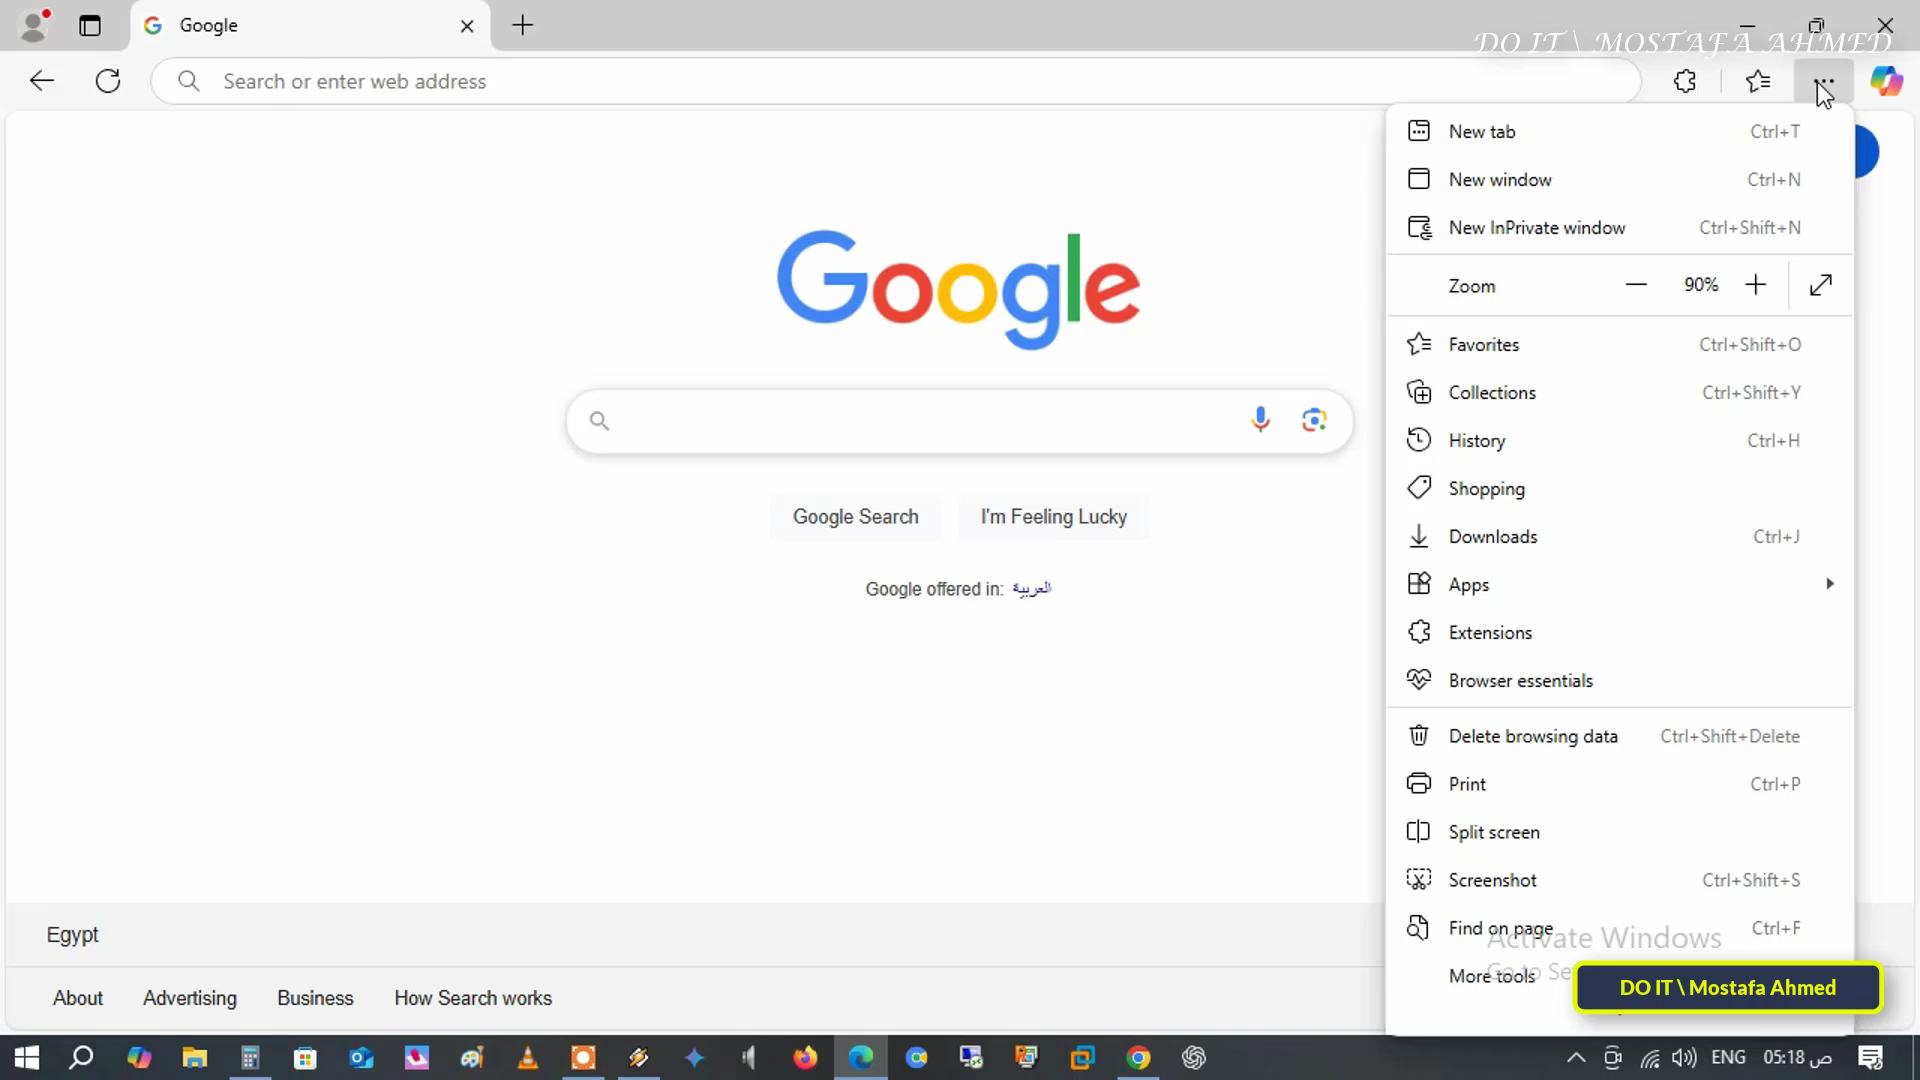 Google
DO IT \ MOSTAFA AHMED
Search or enter web address
New tab Ctrl+T
New window Ctrl+N
New InPrivate window Ctrl+Shift+N
Zoom 90%
Favorites Ctrl+Shift+O
Collections Ctrl+Shift+Y
History Ctrl+H
Shopping
Downloads Ctrl+J
Apps
Extensions
Browser essentials
Delete browsing data Ctrl+Shift+Delete
Print Ctrl+P
Split screen
Screenshot Ctrl+Shift+S
Find on page Ctrl+F
More tools
Google
Google Search I'm Feeling Lucky
Google offered in: العربية
Egypt
About Advertising Business How Search works
Activate Windows
Go to Se
DO IT \ Mostafa Ahmed
ENG 05:18 ص